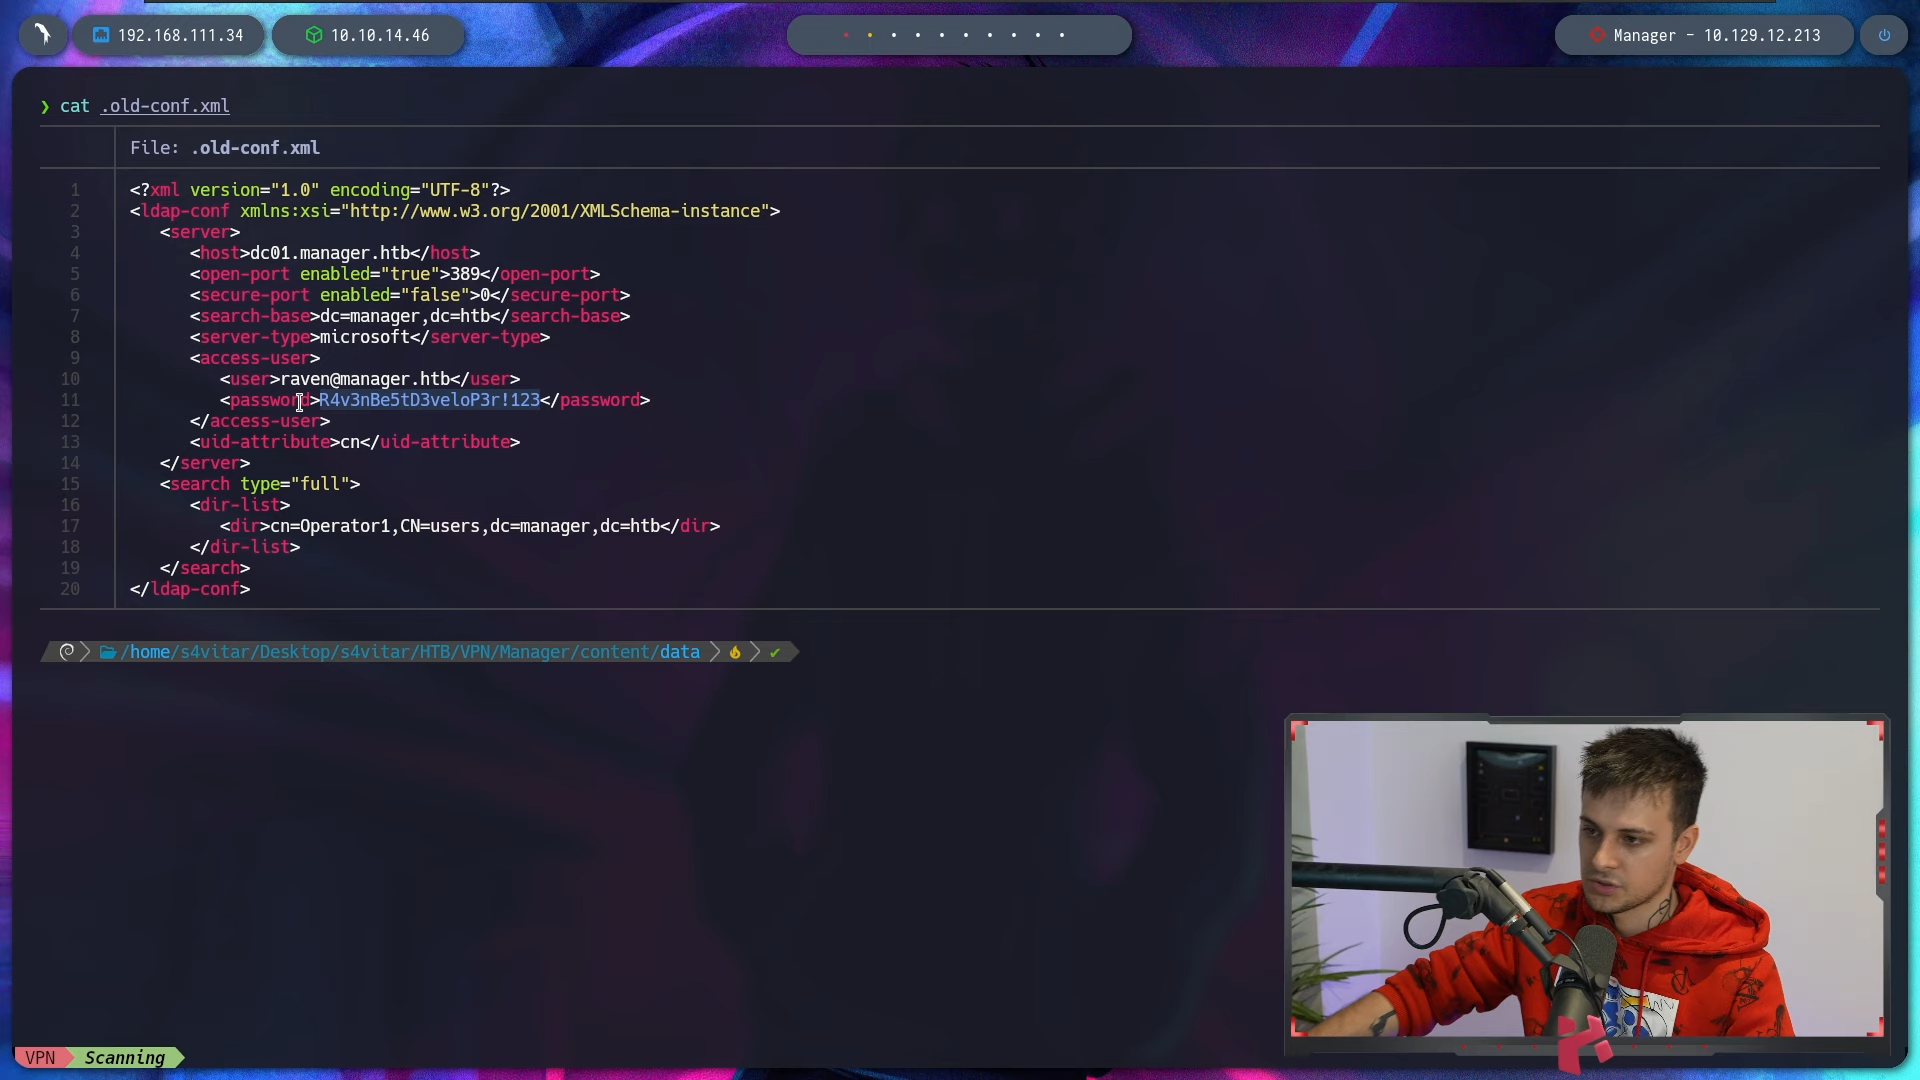 192.168.111.34
10.10.14.46
Manager - 10.129.12.213
❯ cat .old-conf.xml
File: .old-conf.xml
1 <?xml version="1.0" encoding="UTF-8"?>
2 <ldap-conf xmlns:xsi="http://www.w3.org/2001/XMLSchema-instance">
3 <server>
4 <host>dc01.manager.htb</host>
5 <open-port enabled="true">389</open-port>
6 <secure-port enabled="false">0</secure-port>
7 <search-base>dc=manager,dc=htb</search-base>
8 <server-type>microsoft</server-type>
9 <access-user>
10 <user>raven@manager.htb</user>
11 <password>R4v3nBe5tD3veloP3r!123</password>
12 </access-user>
13 <uid-attribute>cn</uid-attribute>
14 </server>
15 <search type="full">
16 <dir-list>
17 <dir>cn=Operator1,CN=users,dc=manager,dc=htb</dir>
18 </dir-list>
19 </search>
20 </ldap-conf>
/home/s4vitar/Desktop/s4vitar/HTB/VPN/Manager/content/data
VPN Scanning